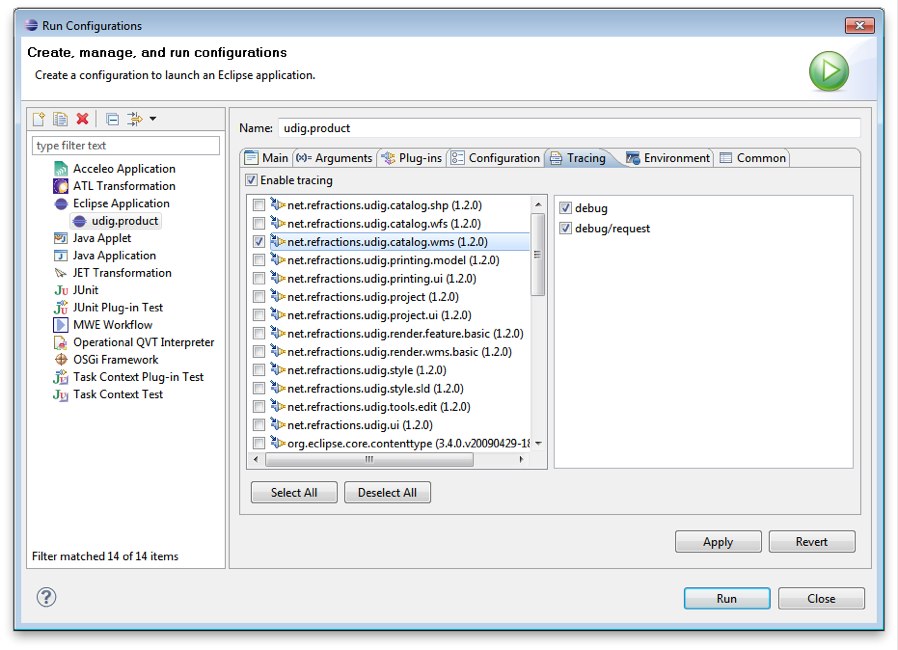 Run Configurations
Create, manage, and run configurations
Create a configuration to launch an Eclipse application.
type filter text
Acceleo Application
ATL Transformation
Eclipse Application
udig.product
Java Applet
Java Application
JET Transformation
JUnit
JUnit Plug-in Test
MWE Workflow
Operational QVT Interpreter
OSGi Framework
Task Context Plug-in Test
Task Context Test
Filter matched 14 of 14 items
Name: udig.product
Main (x)= Arguments Plug-ins Configuration Tracing Environment Common
Enable tracing
net.refractions.udig.catalog.shp (1.2.0)
net.refractions.udig.catalog.wfs (1.2.0)
net.refractions.udig.catalog.wms (1.2.0)
net.refractions.udig.printing.model (1.2.0)
net.refractions.udig.printing.ui (1.2.0)
net.refractions.udig.project (1.2.0)
net.refractions.udig.project.ui (1.2.0)
net.refractions.udig.render.feature.basic (1.2.0)
net.refractions.udig.render.wms.basic (1.2.0)
net.refractions.udig.style (1.2.0)
net.refractions.udig.style.sld (1.2.0)
net.refractions.udig.tools.edit (1.2.0)
net.refractions.udig.ui (1.2.0)
org.eclipse.core.contenttype (3.4.0.v20090429-18
debug
debug/request
Select All Deselect All
Apply Revert
Run Close